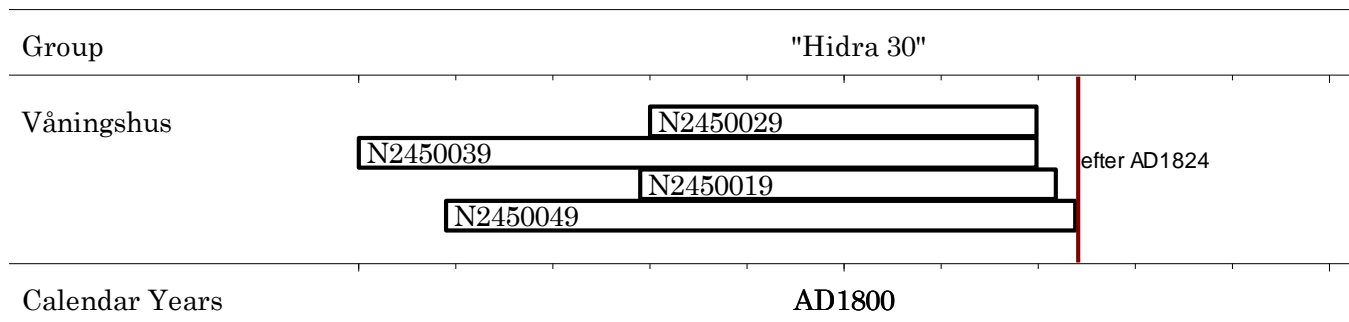 Group "Hidra 30"
Våningshus
N2450029
N2450039
efter AD1824
N2450019
N2450049
Calendar Years AD1800